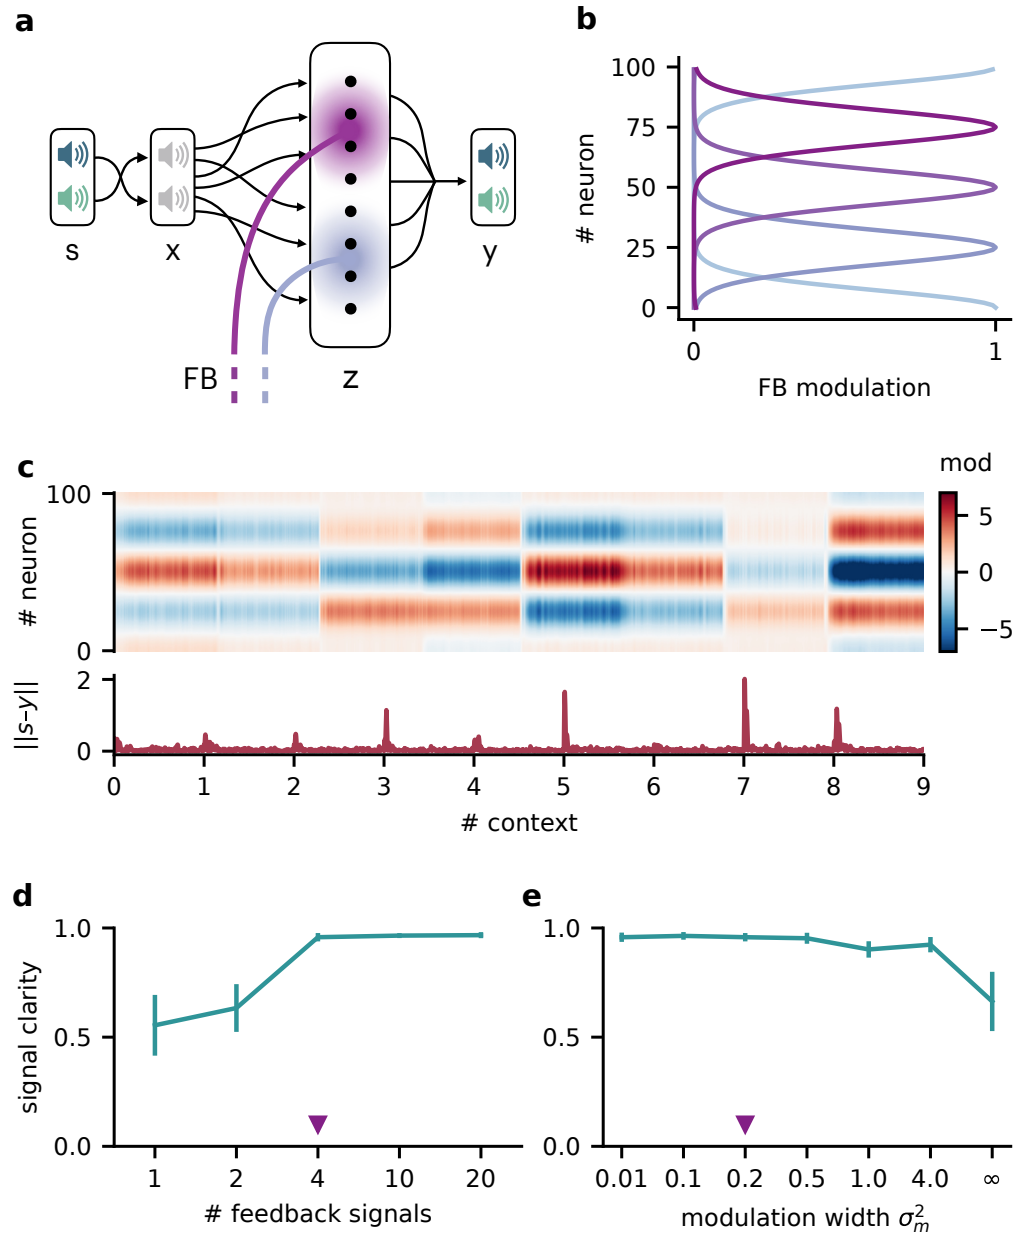 a
s
x
FB
z
y
b
# neuron
100
75
50
25
0
0
1
FB modulation
c
# neuron
100
0
mod
5
0
−5
||s–y||
2
0
0 1 2 3 4 5 6 7 8 9
# context
d
signal clarity
1.0
0.5
0.0
1 2 4 10 20
# feedback signals
e
1.0
0.5
0.0
0.01 0.1 0.2 0.5 1.0 4.0 ∞
modulation width σ²ₘ